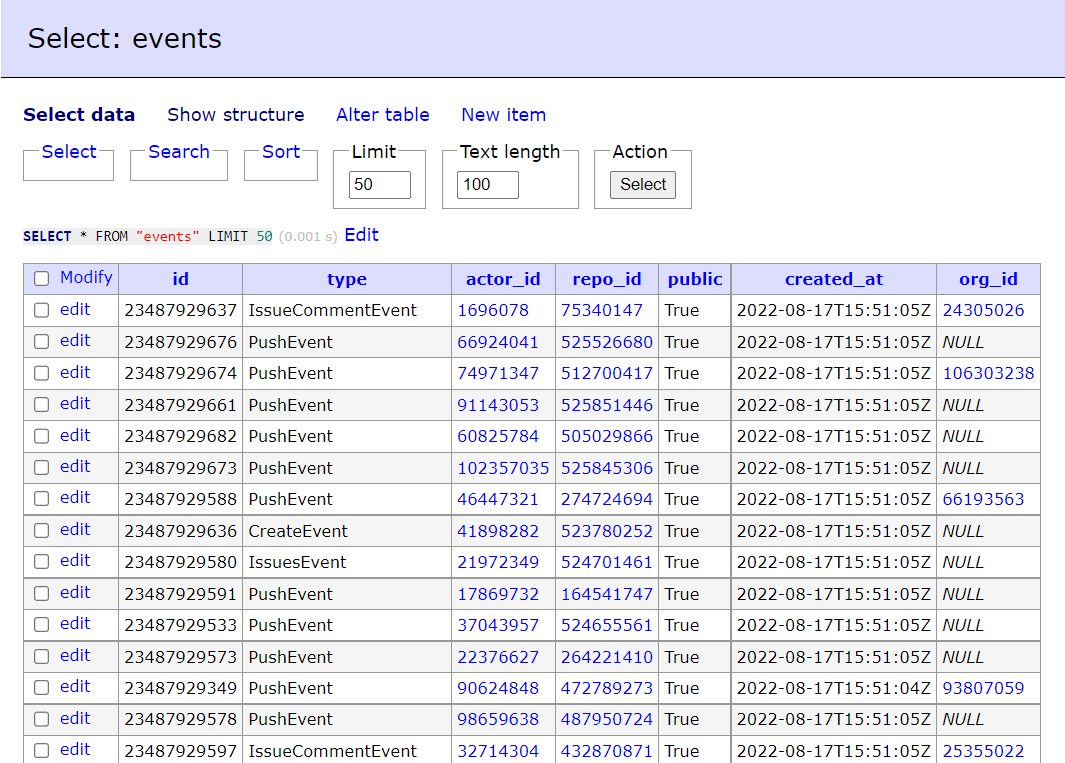 Select: events
Select data Show structure Alter table New item
Select Search Sort Limit Text length Action
50 100 Select
SELECT * FROM "events" LIMIT 50 (0.001 s) Edit
Modify id type actor_id repo_id public created_at org_id
edit 23487929637 IssueCommentEvent 1696078 75340147 True 2022-08-17T15:51:05Z 24305026
edit 23487929676 PushEvent 66924041 525526680 True 2022-08-17T15:51:05Z NULL
edit 23487929674 PushEvent 74971347 512700417 True 2022-08-17T15:51:05Z 106303238
edit 23487929661 PushEvent 91143053 525851446 True 2022-08-17T15:51:05Z NULL
edit 23487929682 PushEvent 60825784 505029866 True 2022-08-17T15:51:05Z NULL
edit 23487929673 PushEvent 102357035 525845306 True 2022-08-17T15:51:05Z NULL
edit 23487929588 PushEvent 46447321 274724694 True 2022-08-17T15:51:05Z 66193563
edit 23487929636 CreateEvent 41898282 523780252 True 2022-08-17T15:51:05Z NULL
edit 23487929580 IssuesEvent 21972349 524701461 True 2022-08-17T15:51:05Z NULL
edit 23487929591 PushEvent 17869732 164541747 True 2022-08-17T15:51:05Z NULL
edit 23487929533 PushEvent 37043957 524655561 True 2022-08-17T15:51:05Z NULL
edit 23487929573 PushEvent 22376627 264221410 True 2022-08-17T15:51:05Z NULL
edit 23487929349 PushEvent 90624848 472789273 True 2022-08-17T15:51:04Z 93807059
edit 23487929578 PushEvent 98659638 487950724 True 2022-08-17T15:51:05Z NULL
edit 23487929597 IssueCommentEvent 32714304 432870871 True 2022-08-17T15:51:05Z 25355022